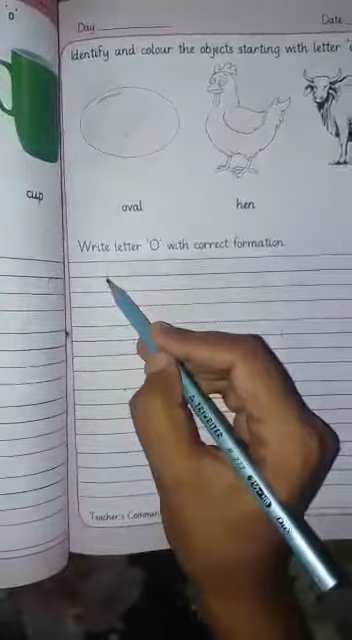 'o'
Day
Date
Identify and colour the objects starting with letter
cup
oval
hen
Write letter 'O' with correct formation
Teacher's
TRIWRITER